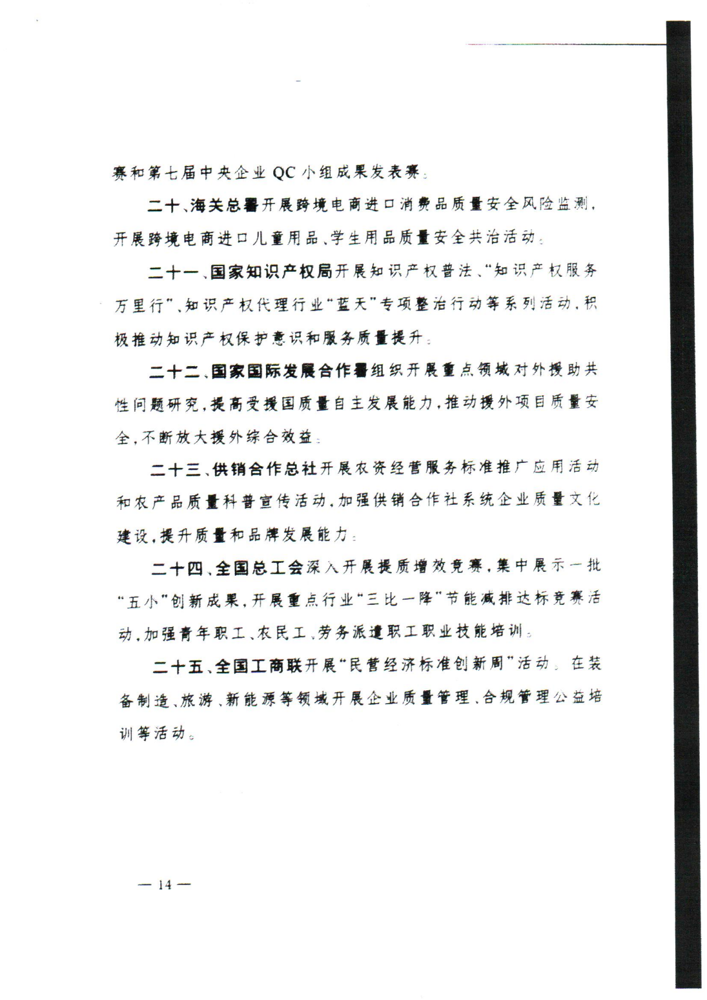 赛和第七届中央企业 QC 小组成果发表赛。
二十、海关总署开展跨境电商进口消费品质量安全风险监测，
开展跨境电商进口儿童用品、学生用品质量安全共治活动。
二十一、国家知识产权局开展知识产权普法、“知识产权服务
万里行”、知识产权代理行业“蓝天”专项整治行动等系列活动，积
极推动知识产权保护意识和服务质量提升。
二十二、国家国际发展合作署组织开展重点领域对外援助共
性问题研究，提高受援国质量自主发展能力，推动援外项目质量安
全，不断放大援外综合效益。
二十三、供销合作总社开展农资经营服务标准推广应用活动
和农产品质量科普宣传活动，加强供销合作社系统企业质量文化
建设，提升质量和品牌发展能力。
二十四、全国总工会深入开展提质增效竞赛，集中展示一批
“五小”创新成果，开展重点行业“三比一降”节能减排达标竞赛活
动，加强青年职工、农民工、劳务派遣职工职业技能培训。
二十五、全国工商联开展“民营经济标准创新周”活动。在装
备制造、旅游、新能源等领域开展企业质量管理、合规管理公益培
训等活动。
— 14 —